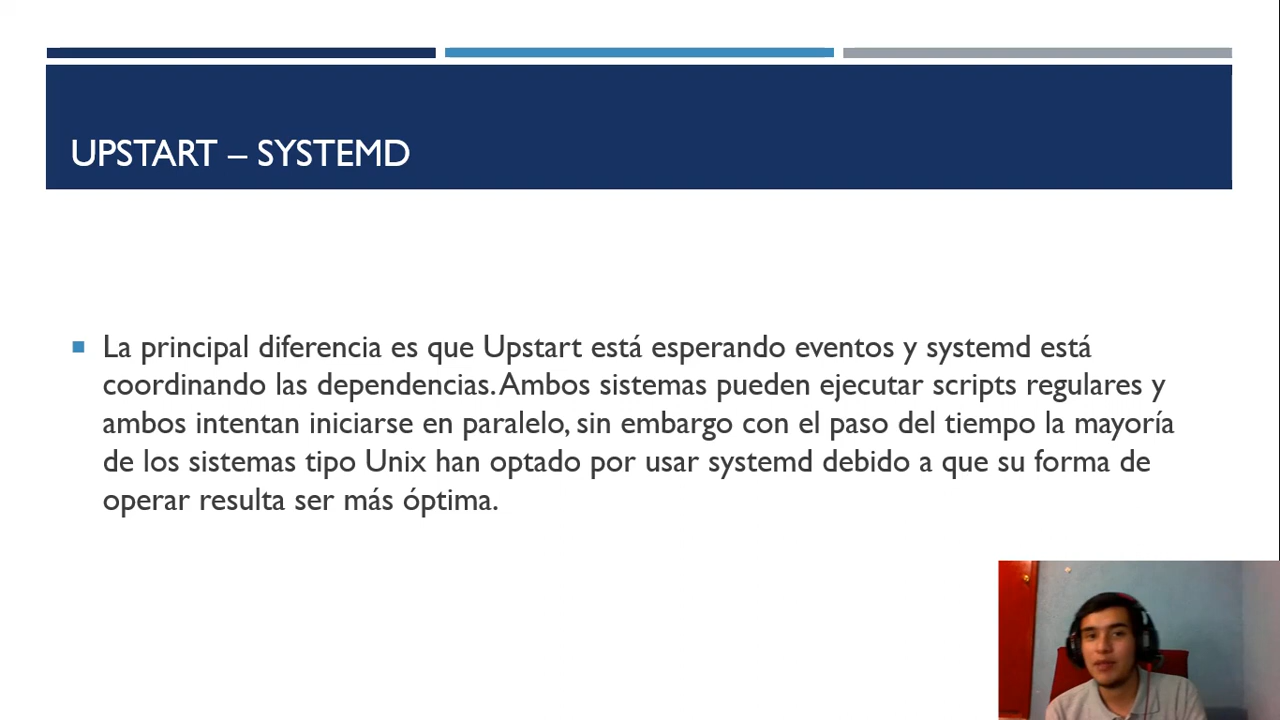 UPSTART – SYSTEMD
La principal diferencia es que Upstart está esperando eventos y systemd está
coordinando las dependencias. Ambos sistemas pueden ejecutar scripts regulares y
ambos intentan iniciarse en paralelo, sin embargo con el paso del tiempo la mayoría
de los sistemas tipo Unix han optado por usar systemd debido a que su forma de
operar resulta ser más óptima.